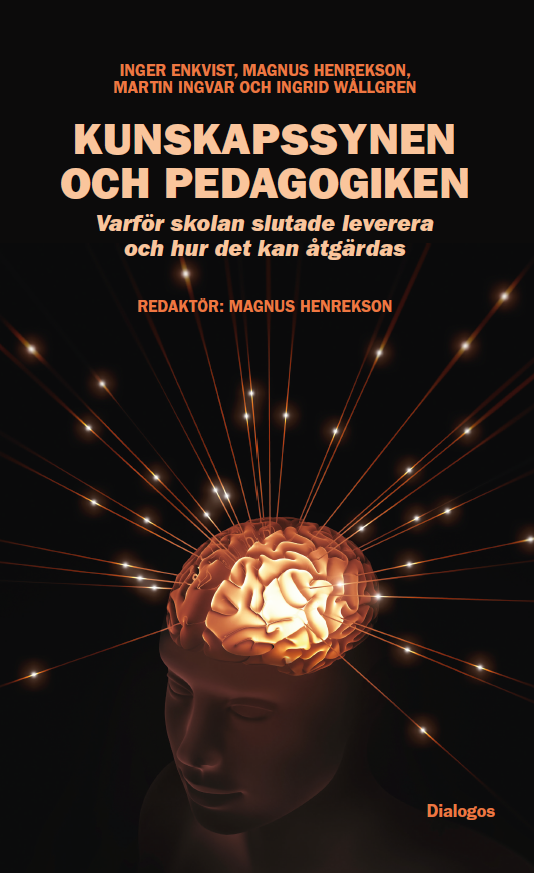 INGER ENKVIST, MAGNUS HENREKSON,
MARTIN INGVAR OCH INGRID WÅLLGREN
KUNSKAPSSYNEN
OCH PEDAGOGIKEN
Varför skolan slutade leverera
och hur det kan åtgärdas
REDAKTÖR: MAGNUS HENREKSON
Dialogos